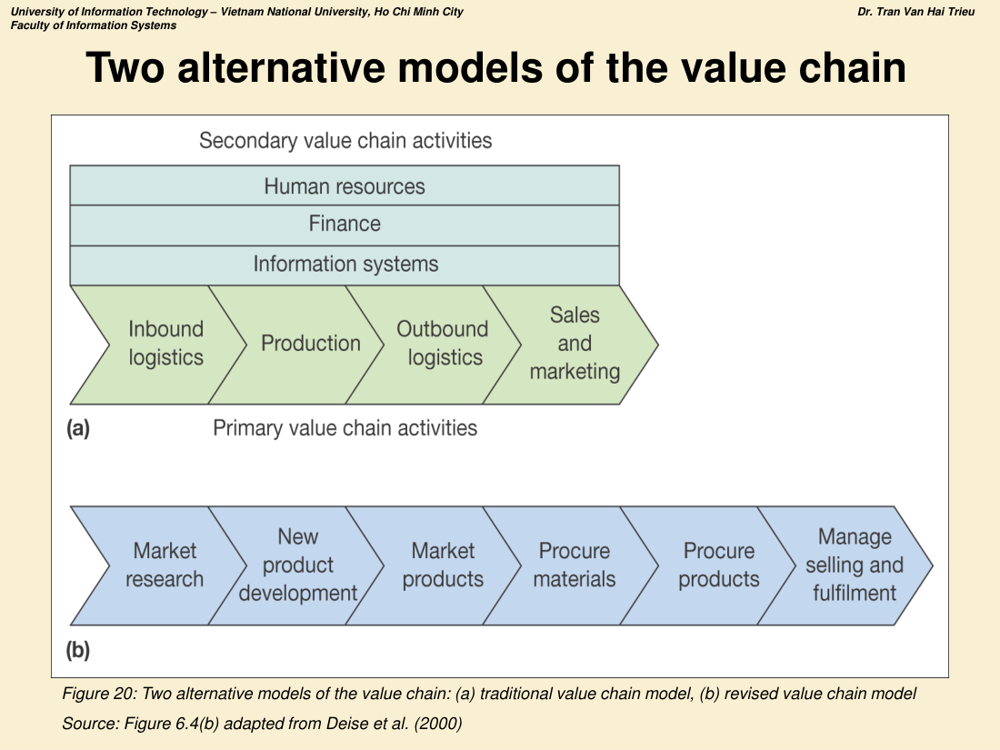 University of Information Technology – Vietnam National University, Ho Chi Minh City
Faculty of Information Systems
Dr. Tran Van Hai Trieu
Two alternative models of the value chain
Secondary value chain activities
Human resources
Finance
Information systems
Inbound
logistics
Production
Outbound
logistics
Sales
and
marketing
(a)
Primary value chain activities
Market
research
New
product
development
Market
products
Procure
materials
Procure
products
Manage
selling and
fulfilment
(b)
Figure 20: Two alternative models of the value chain: (a) traditional value chain model, (b) revised value chain model
Source: Figure 6.4(b) adapted from Deise et al. (2000)